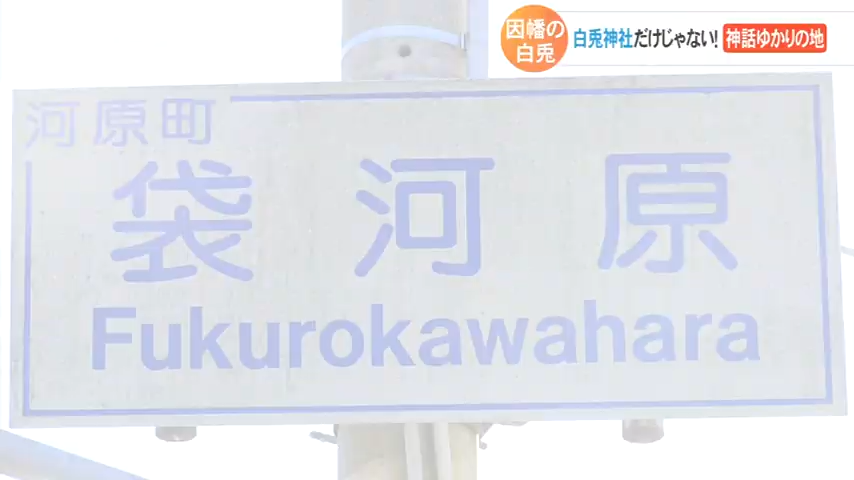 因幡の
白兎
白兎神社だけじゃない!
神話ゆかりの地
河原町
袋河原
Fukurokawahara